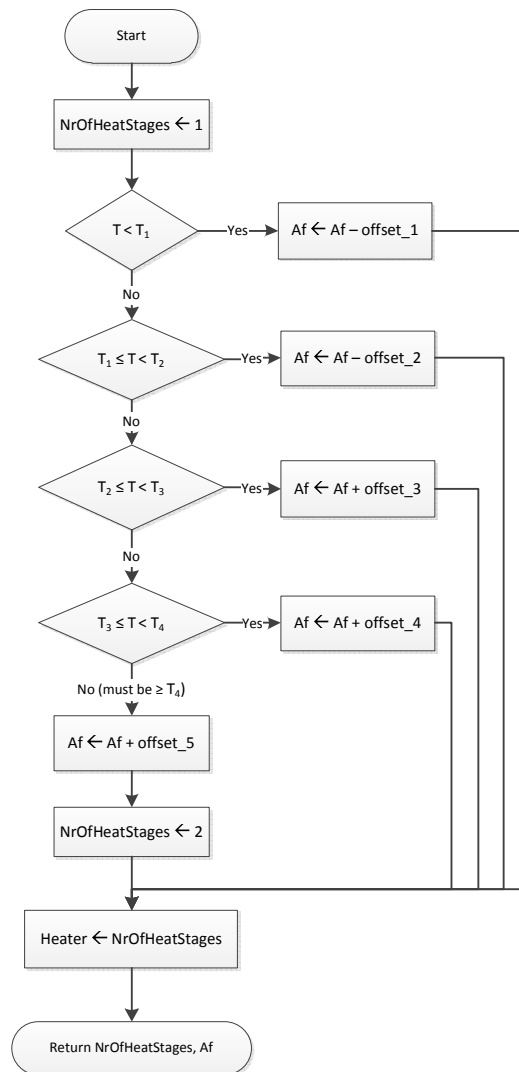 Start
NrOfHeatStages ← 1
T < T₁
Yes
Af ← Af – offset_1
No
T₁ ≤ T < T₂
Yes
Af ← Af – offset_2
No
T₂ ≤ T < T₃
Yes
Af ← Af + offset_3
No
T₃ ≤ T < T₄
Yes
Af ← Af + offset_4
No (must be ≥ T₄)
Af ← Af + offset_5
NrOfHeatStages ← 2
Heater ← NrOfHeatStages
Return NrOfHeatStages, Af